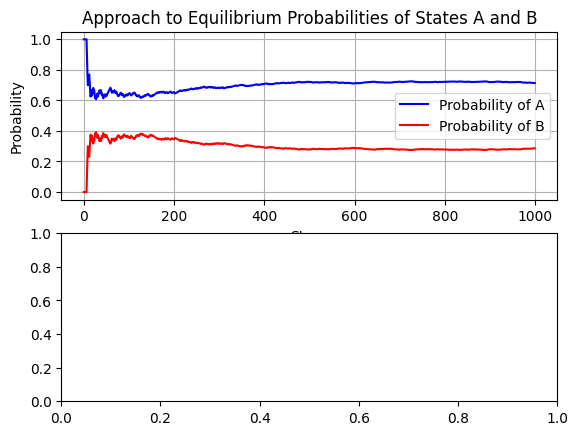 Approach to Equilibrium Probabilities of States A and B
1.0
0.8
0.6
0.4
0.2
0.0
Probability
Probability of A
Probability of B
0 200 400 600 800 1000
1.0
0.8
0.6
0.4
0.2
0.0
0.0 0.2 0.4 0.6 0.8 1.0